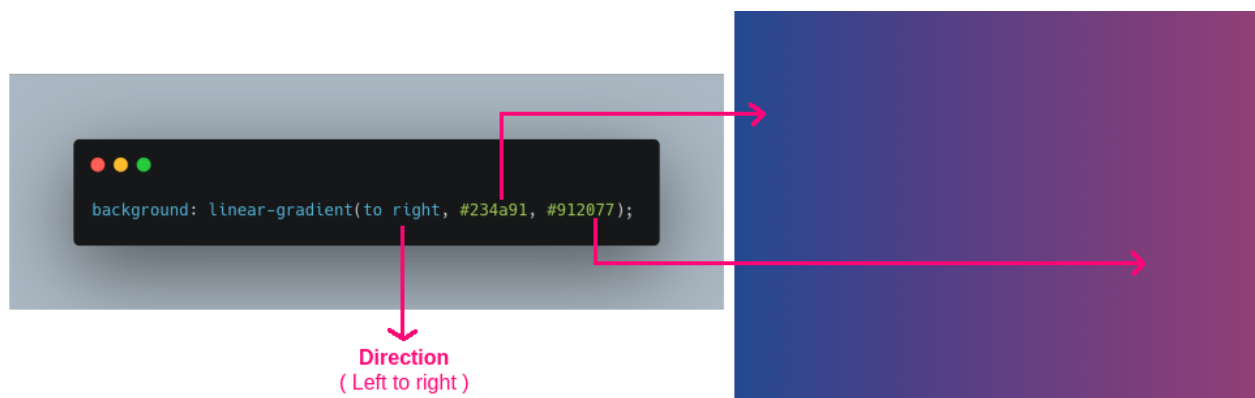 background: linear-gradient(to right, #234a91, #912077);
Direction
( Left to right )